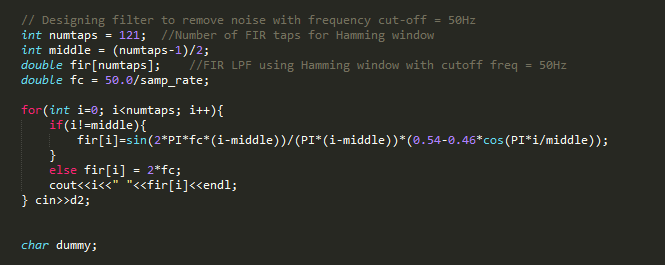 // Designing filter to remove noise with frequency cut-off = 50Hz
int numtaps = 121;  //Number of FIR taps for Hamming window
int middle = (numtaps-1)/2;
double fir[numtaps];    //FIR LPF using Hamming window with cutoff freq = 50Hz
double fc = 50.0/samp_rate;
for(int i=0; i<numtaps; i++){
    if(i!=middle){
        fir[i]=sin(2*PI*fc*(i-middle))/(PI*(i-middle))*(0.54-0.46*cos(PI*i/middle));
    }
    else fir[i] = 2*fc;
    cout<<i<<" "<<fir[i]<<endl;
} cin>>d2;
char dummy;